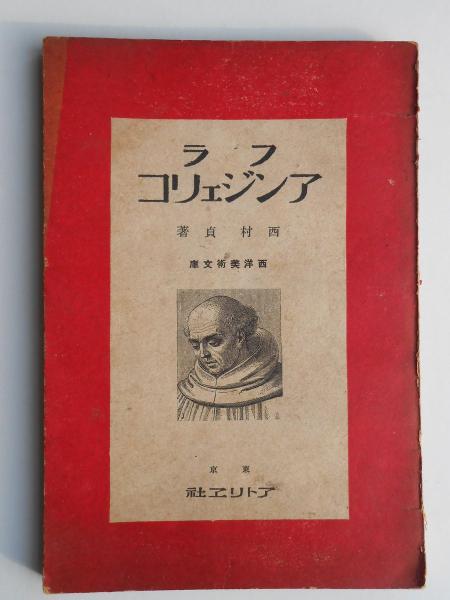 フラ
アンジェリコ
西村貞著
西洋美術文庫
東京
アトリヱ社